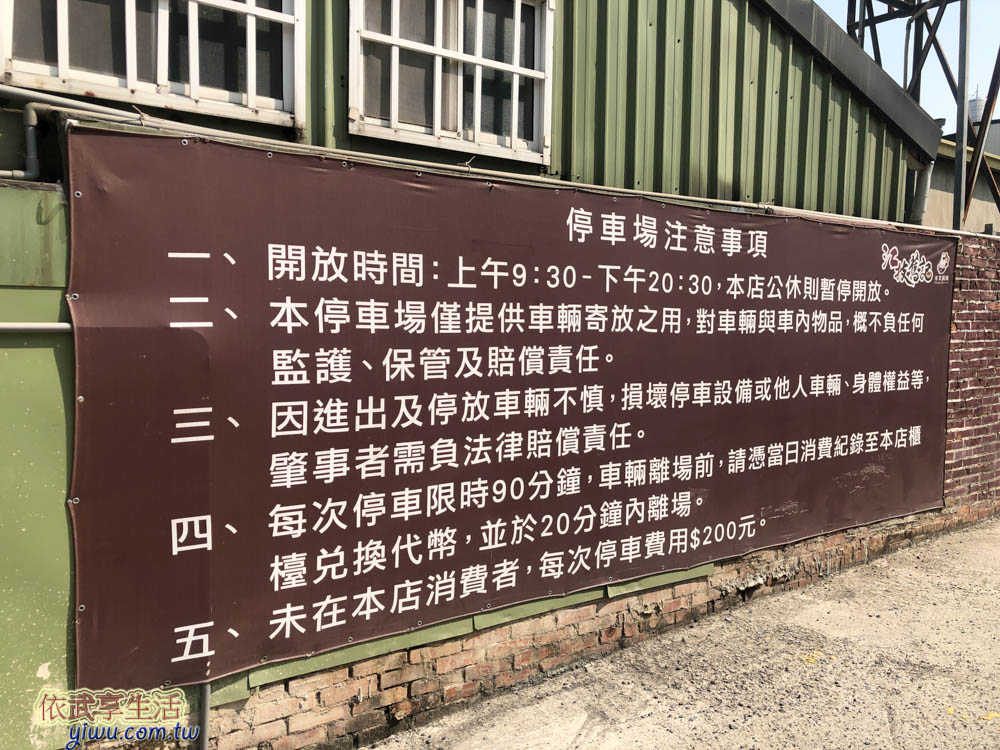 停車場注意事項
一、開放時間：上午9：30－下午20：30，本店公休則暫停開放。
二、本停車場僅提供車輛寄放之用，對車輛與車內物品，概不負任何
監護、保管及賠償責任。
三、因進出及停放車輛不慎，損壞停車設備或他人車輛、身體權益等，
肇事者需負法律賠償責任。
四、每次停車限時90分鐘，車輛離場前，請憑當日消費紀錄至本店櫃
檯兌換代幣，並於20分鐘內離場。
五、未在本店消費者，每次停車費用$200元。
依武享生活
yiwu.com.tw